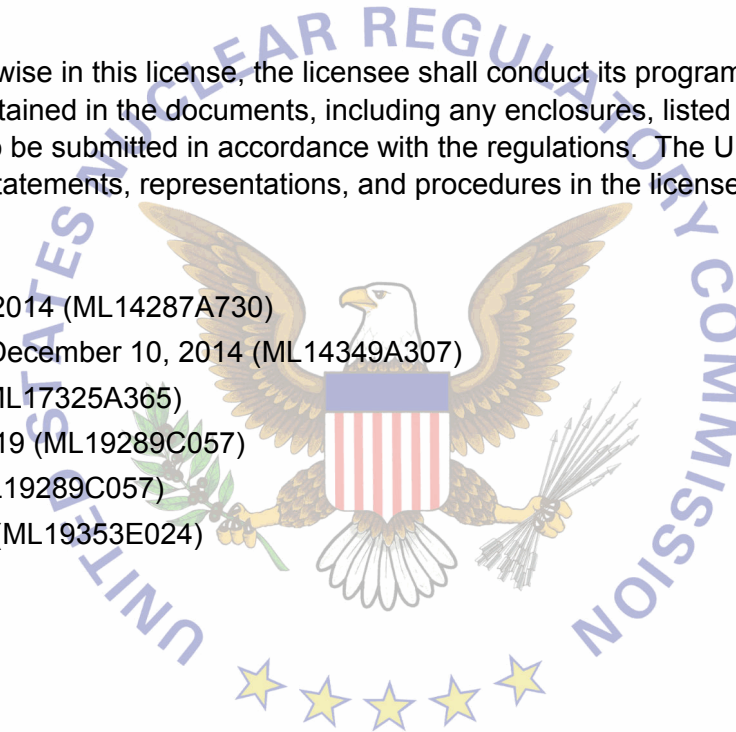 UNITED STATES NUCLEAR REGULATORY COMMISSION
wise in this license, the licensee shall conduct its program
tained in the documents, including any enclosures, listed
be submitted in accordance with the regulations. The U
tatements, representations, and procedures in the license
2014 (ML14287A730)
December 10, 2014 (ML14349A307)
ML17325A365)
19 (ML19289C057)
L19289C057)
(ML19353E024)